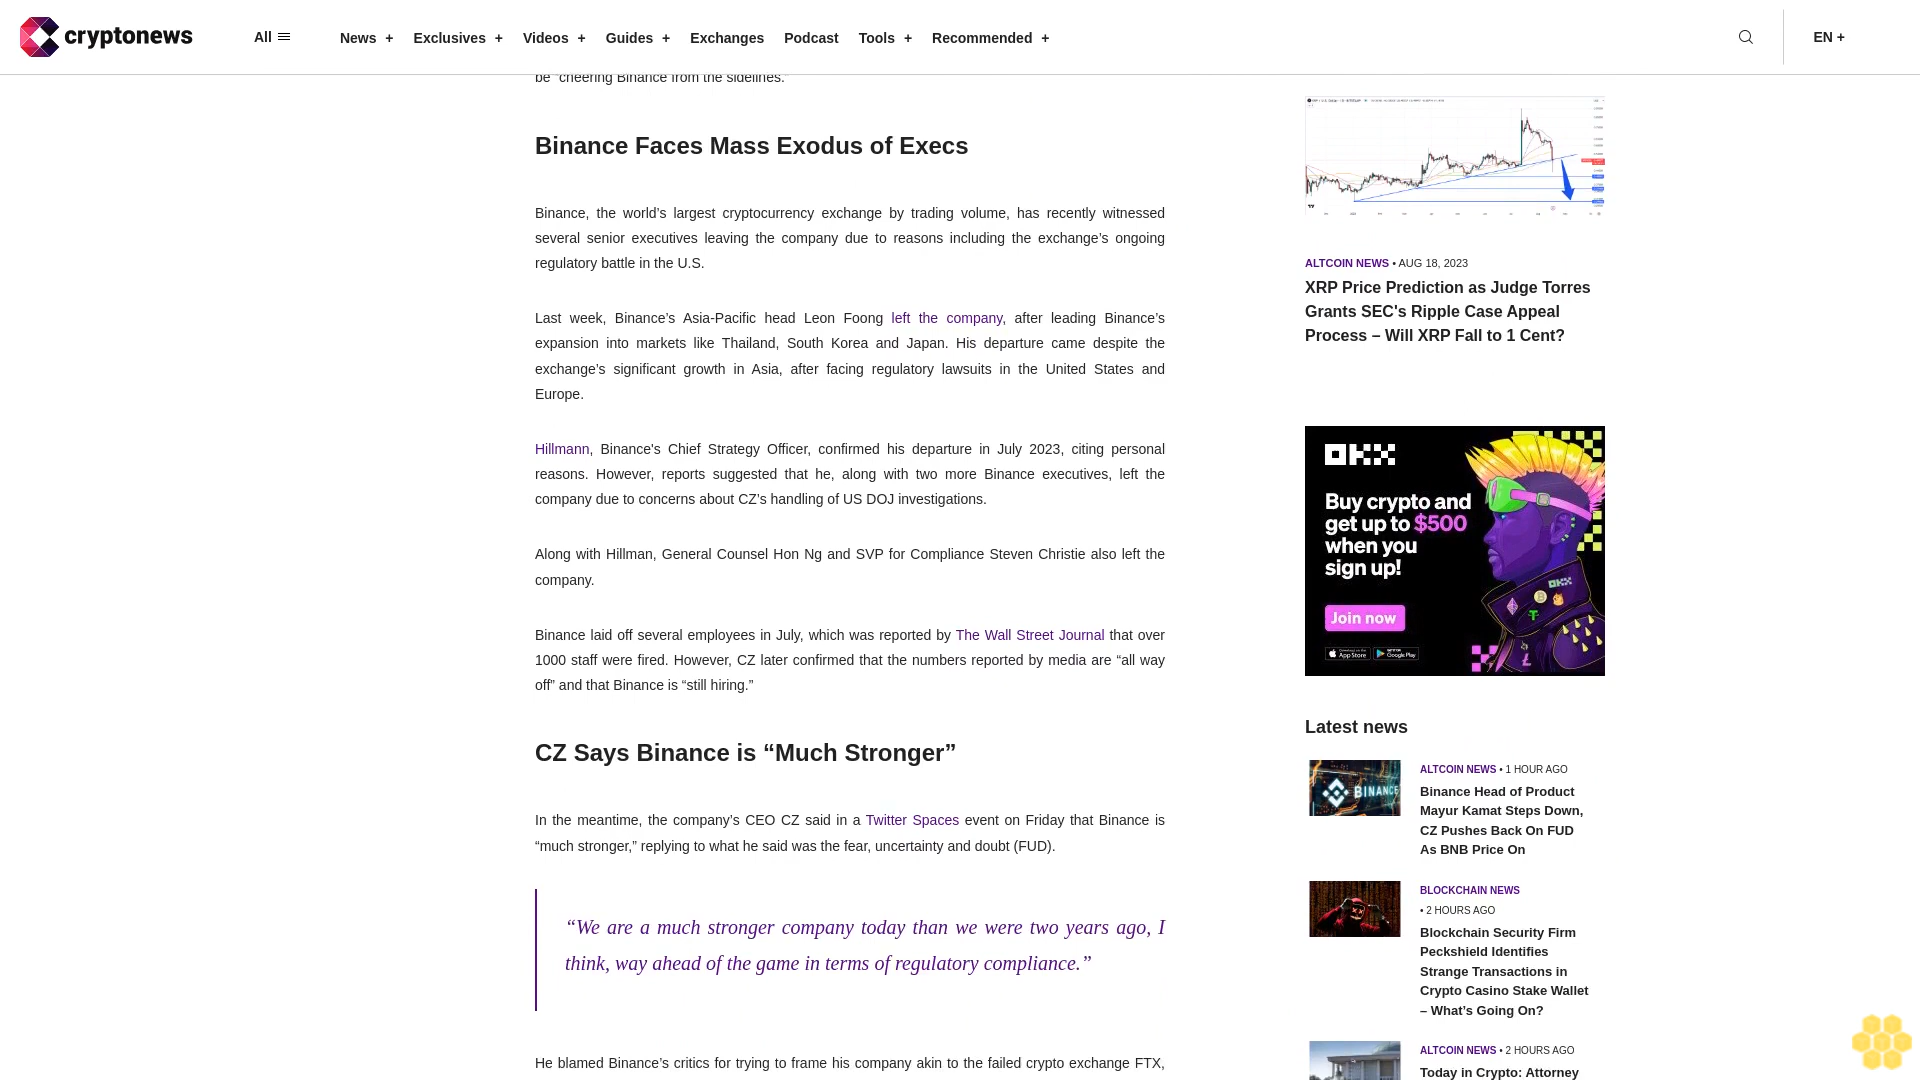 cryptonews
All
News +
Exclusives +
Videos +
Guides +
Exchanges
Podcast
Tools +
Recommended +
EN +
be “cheering Binance from the sidelines.”
Binance Faces Mass Exodus of Execs
Binance, the world’s largest cryptocurrency exchange by trading volume, has recently witnessed
several senior executives leaving the company due to reasons including the exchange’s ongoing
regulatory battle in the U.S.
Last week, Binance’s Asia-Pacific head Leon Foong left the company, after leading Binance’s
expansion into markets like Thailand, South Korea and Japan. His departure came despite the
exchange’s significant growth in Asia, after facing regulatory lawsuits in the United States and
Europe.
Hillmann, Binance's Chief Strategy Officer, confirmed his departure in July 2023, citing personal
reasons. However, reports suggested that he, along with two more Binance executives, left the
company due to concerns about CZ’s handling of US DOJ investigations.
Along with Hillman, General Counsel Hon Ng and SVP for Compliance Steven Christie also left the
company.
Binance laid off several employees in July, which was reported by The Wall Street Journal that over
1000 staff were fired. However, CZ later confirmed that the numbers reported by media are “all way
off” and that Binance is “still hiring.”
CZ Says Binance is “Much Stronger”
In the meantime, the company’s CEO CZ said in a Twitter Spaces event on Friday that Binance is
“much stronger,” replying to what he said was the fear, uncertainty and doubt (FUD).
“We are a much stronger company today than we were two years ago, I
think, way ahead of the game in terms of regulatory compliance.”
He blamed Binance’s critics for trying to frame his company akin to the failed crypto exchange FTX,
ALTCOIN NEWS • AUG 18, 2023
XRP Price Prediction as Judge Torres
Grants SEC's Ripple Case Appeal
Process – Will XRP Fall to 1 Cent?
OKX
Buy crypto and
get up to $500
when you
sign up!
Join now
App Store
Google Play
OKX
Latest news
BINANCE
ALTCOIN NEWS • 1 HOUR AGO
Binance Head of Product
Mayur Kamat Steps Down,
CZ Pushes Back On FUD
As BNB Price On
BLOCKCHAIN NEWS
• 2 HOURS AGO
Blockchain Security Firm
Peckshield Identifies
Strange Transactions in
Crypto Casino Stake Wallet
– What’s Going On?
ALTCOIN NEWS • 2 HOURS AGO
Today in Crypto: Attorney